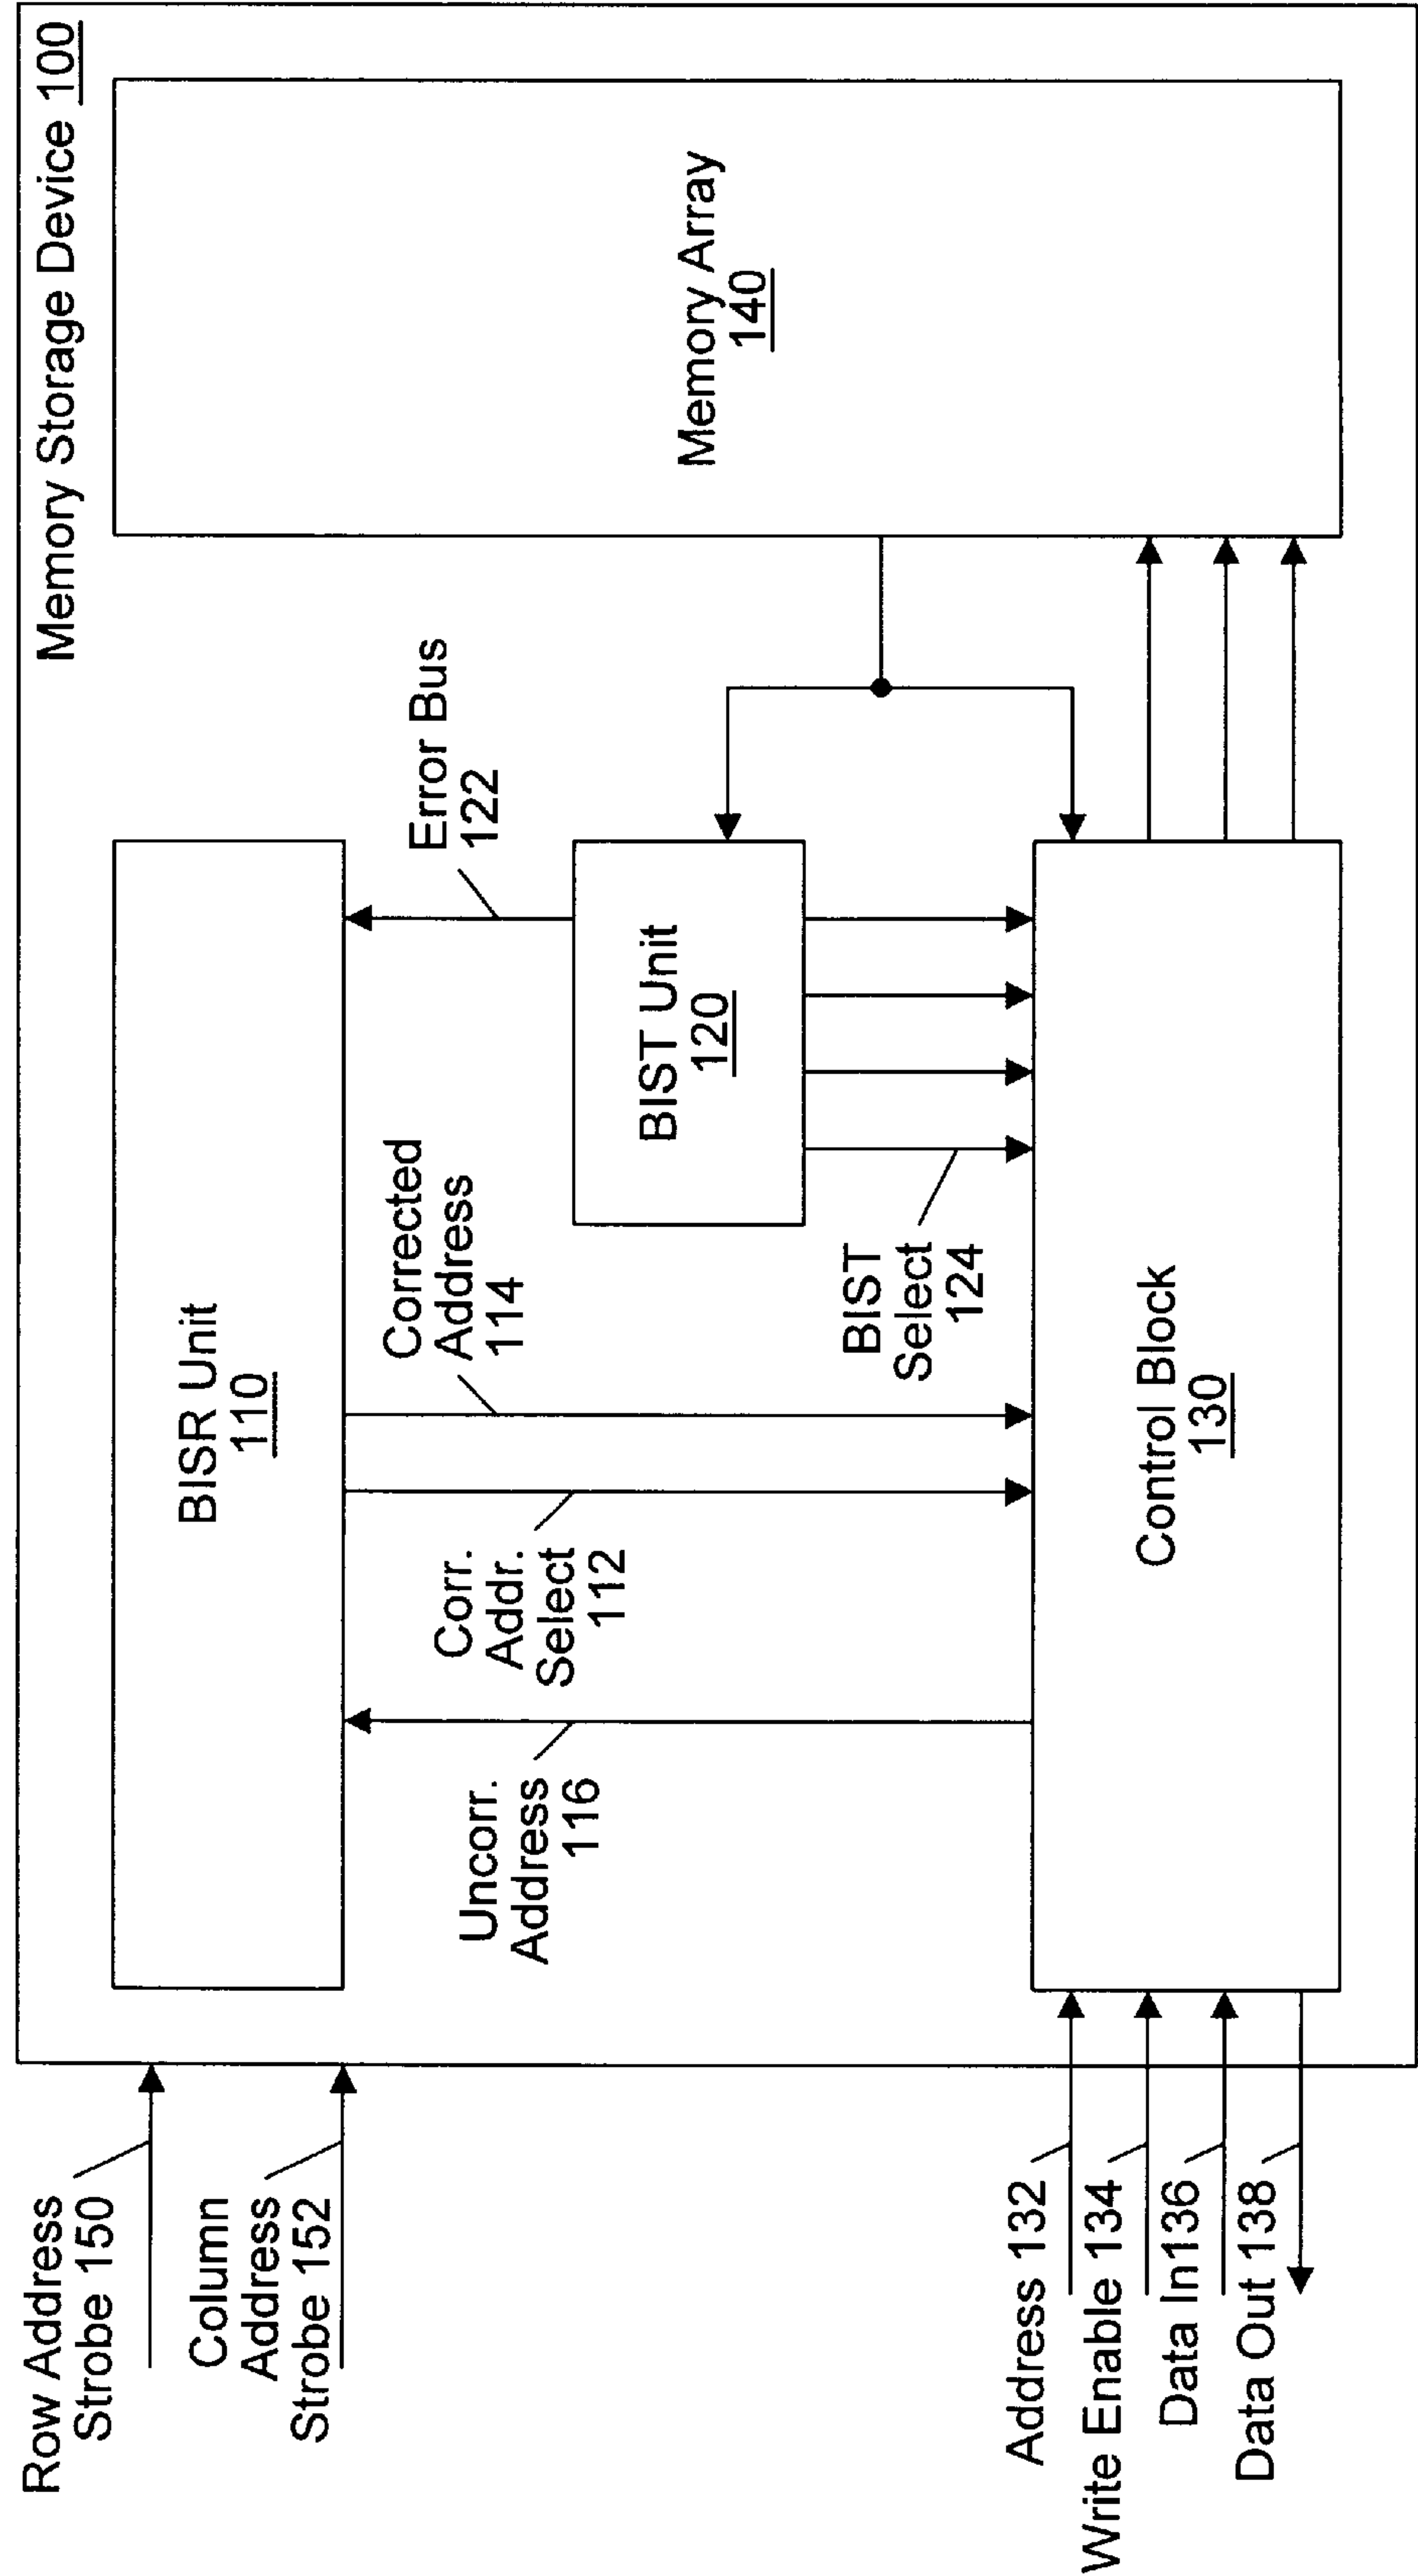 Memory Storage Device 100
Row Address
Strobe 150
Column
Address
Strobe 152
BISR Unit
110
Uncorr.
Address
116
Corr.
Addr.
Select
112
Corrected
Address
114
Error Bus
122
BIST Unit
120
BIST
Select
124
Memory Array
140
Control Block
130
Address 132
Write Enable 134
Data In136
Data Out 138